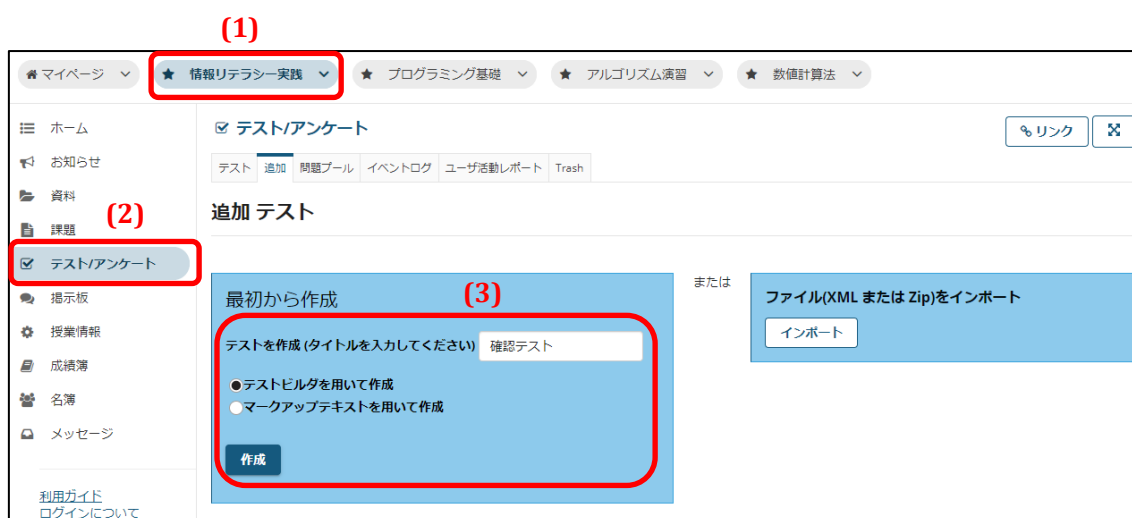 (1)
マイページ
情報リテラシー実践
プログラミング基礎
アルゴリズム演習
数値計算法
ホーム
お知らせ
資料
(2)
課題
テスト/アンケート
掲示板
授業情報
成績簿
名簿
メッセージ
利用ガイド
ログインについて
テスト/アンケート
リンク
テスト 追加 問題プール イベントログ ユーザ活動レポート Trash
追加 テスト
最初から作成
(3)
テストを作成 (タイトルを入力してください) 確認テスト
テストビルダを用いて作成
マークアップテキストを用いて作成
作成
または
ファイル(XML または Zip)をインポート
インポート